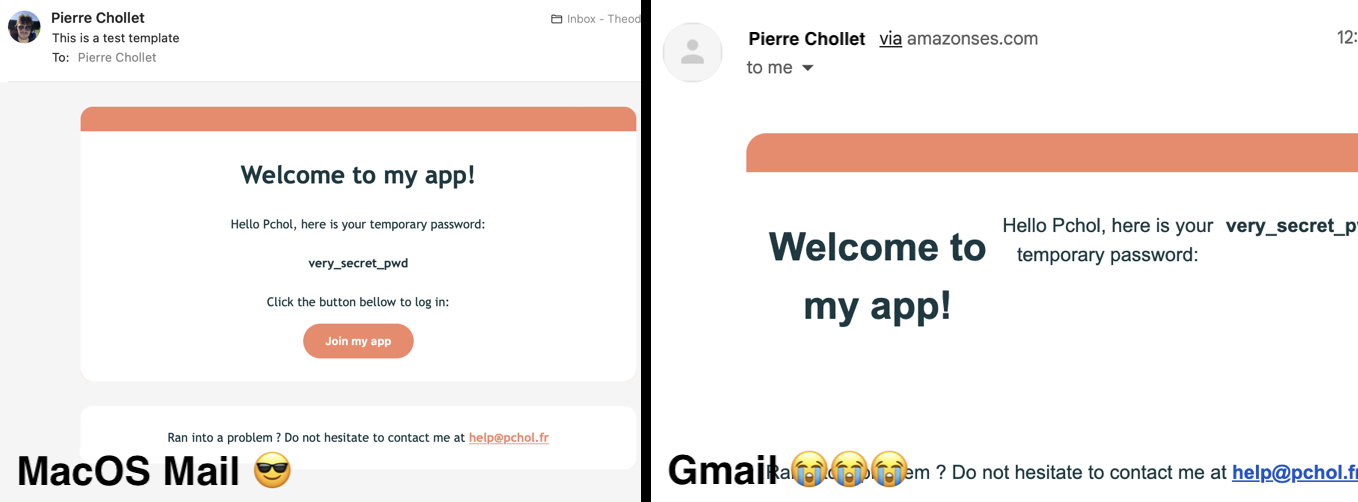 Pierre Chollet
Inbox - Theod
This is a test template
To: Pierre Chollet
Welcome to my app!
Hello Pchol, here is your temporary password:
very_secret_pwd
Click the button bellow to log in:
Join my app
Ran into a problem ? Do not hesitate to contact me at help@pchol.fr
MacOS Mail 😎
Pierre Chollet via amazonses.com
12:
to me
Welcome to
my app!
Hello Pchol, here is your
temporary password:
very_secret_pw
? Do not hesitate to contact me at help@pchol.fr
Gmail 😭😭😭